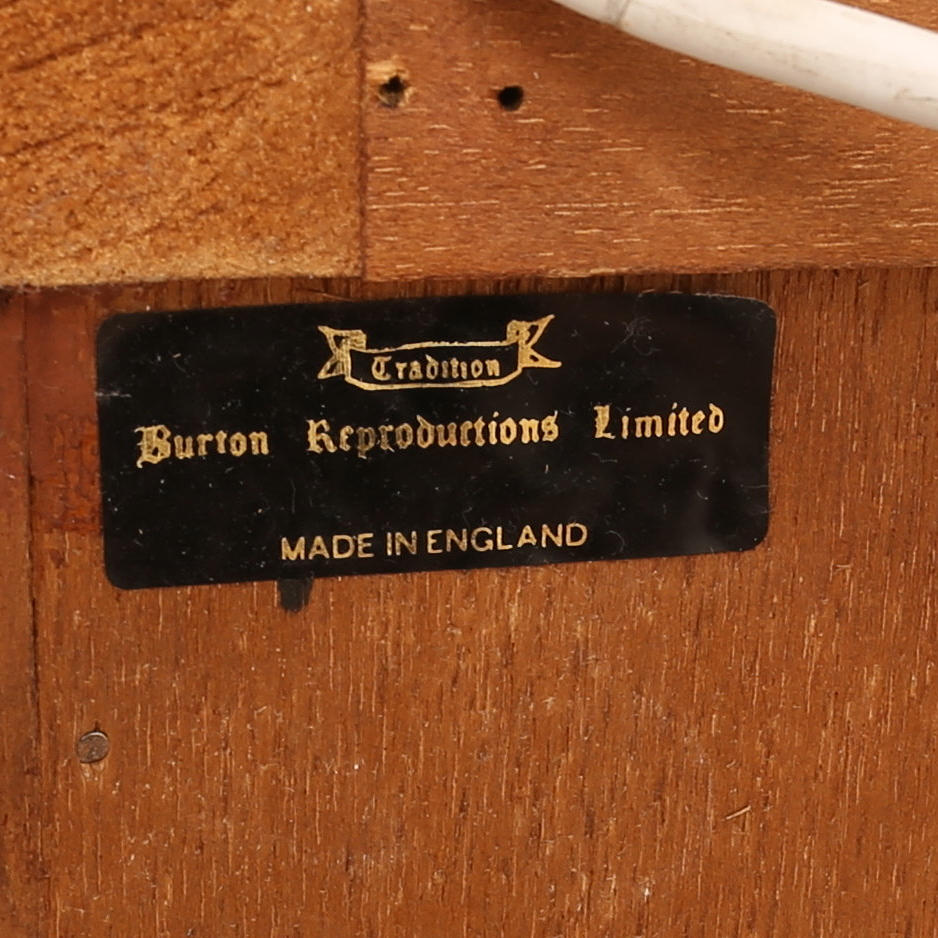 Tradition
Burton Reproductions Limited
MADE IN ENGLAND